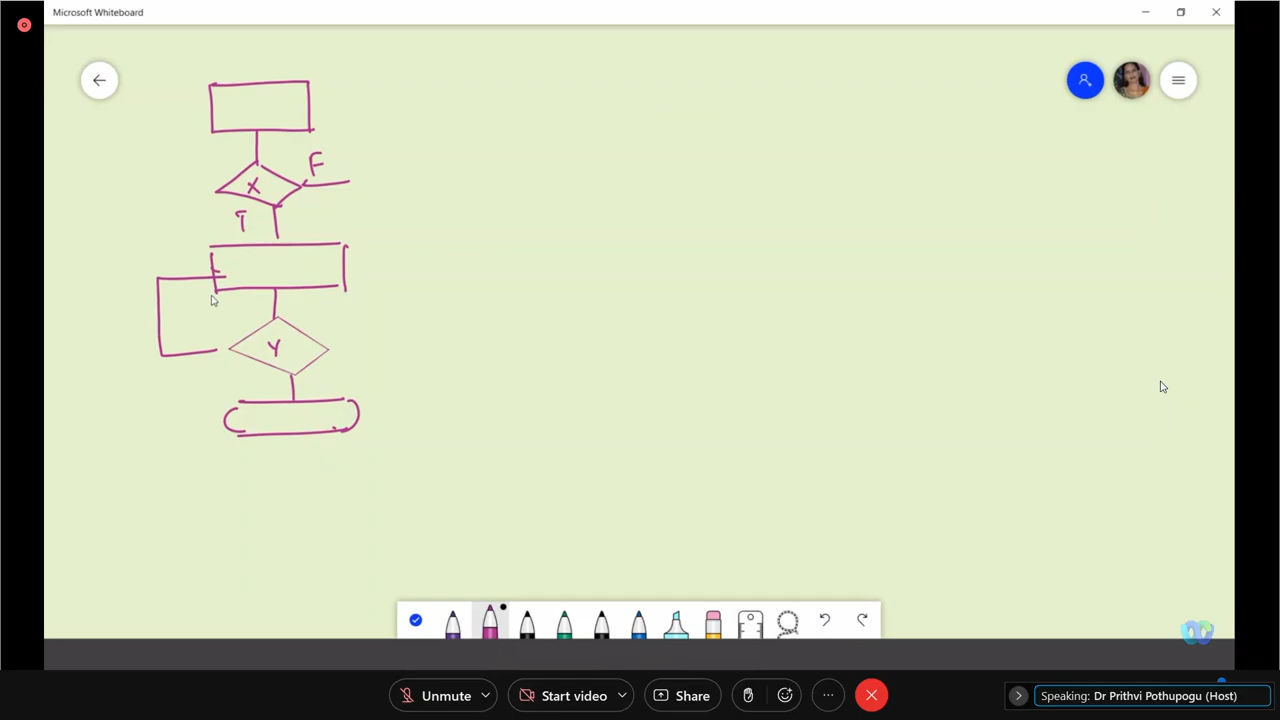 Microsoft Whiteboard
F
X
T
Y
Unmute
Start video
Share
Speaking: Dr Prithvi Pothupogu (Host)